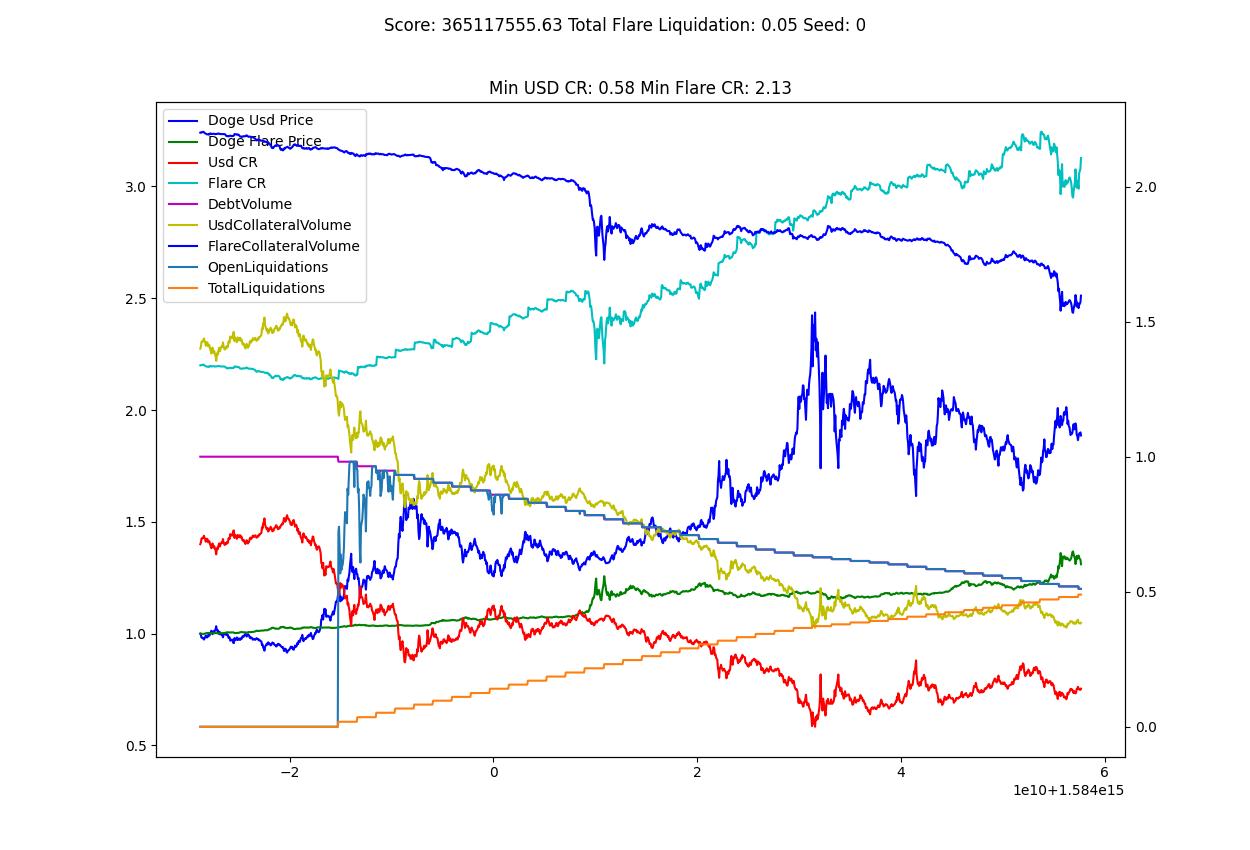 Score: 365117555.63 Total Flare Liquidation: 0.05 Seed: 0
Min USD CR: 0.58 Min Flare CR: 2.13
Doge Usd Price
Doge Flare Price
Usd CR
Flare CR
DebtVolume
UsdCollateralVolume
FlareCollateralVolume
OpenLiquidations
TotalLiquidations
3.0
2.5
2.0
1.5
1.0
0.5
2.0
1.5
1.0
0.5
0.0
−2
0
2
4
6
1e10+1.584e15